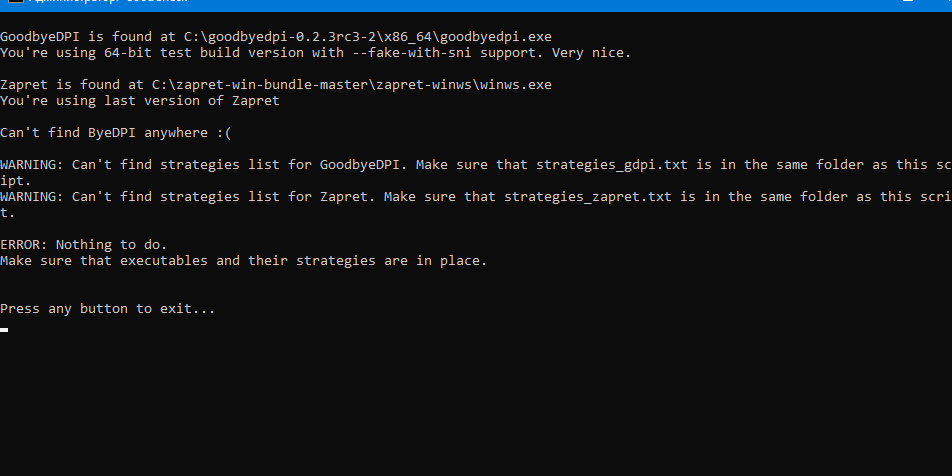 GoodbyeDPI is found at C:\goodbyedpi-0.2.3rc3-2\x86_64\goodbyedpi.exe
You're using 64-bit test build version with --fake-with-sni support. Very nice.
Zapret is found at C:\zapret-win-bundle-master\zapret-winws\winws.exe
You're using last version of Zapret
Can't find ByeDPI anywhere :(
WARNING: Can't find strategies list for GoodbyeDPI. Make sure that strategies_gdpi.txt is in the same folder as this sc
ipt.
WARNING: Can't find strategies list for Zapret. Make sure that strategies_zapret.txt is in the same folder as this scri
t.
ERROR: Nothing to do.
Make sure that executables and their strategies are in place.
Press any button to exit...